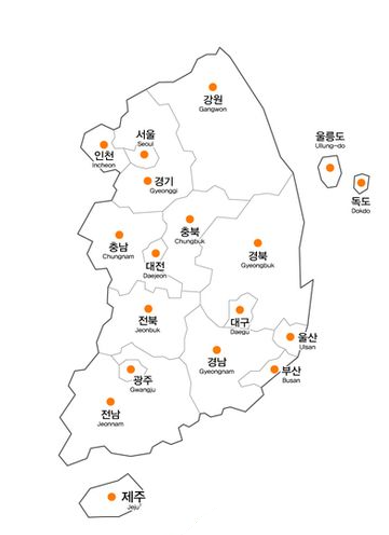 강원
Gangwon
서울
Seoul
울릉도
Ullung-do
인천
Incheon
경기
Gyeonggi
독도
Dokdo
충북
Chungbuk
충남
Chungnam
경북
Gyeongbuk
대전
Daejeon
전북
Jeonbuk
대구
Daegu
울산
Ulsan
경남
Gyeongnam
부산
Busan
광주
Gwangju
전남
Jeonnam
제주
Jeju